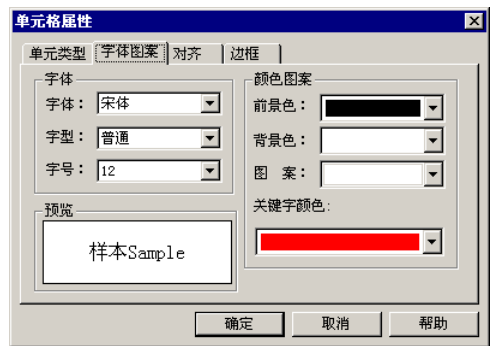 单元格属性
单元类型 字体图案 对齐 边框
字体
字体： 宋体
字型： 普通
字号： 12
预览
样本Sample
颜色图案
前景色：
背景色：
图 案：
关键字颜色:
确定 取消 帮助